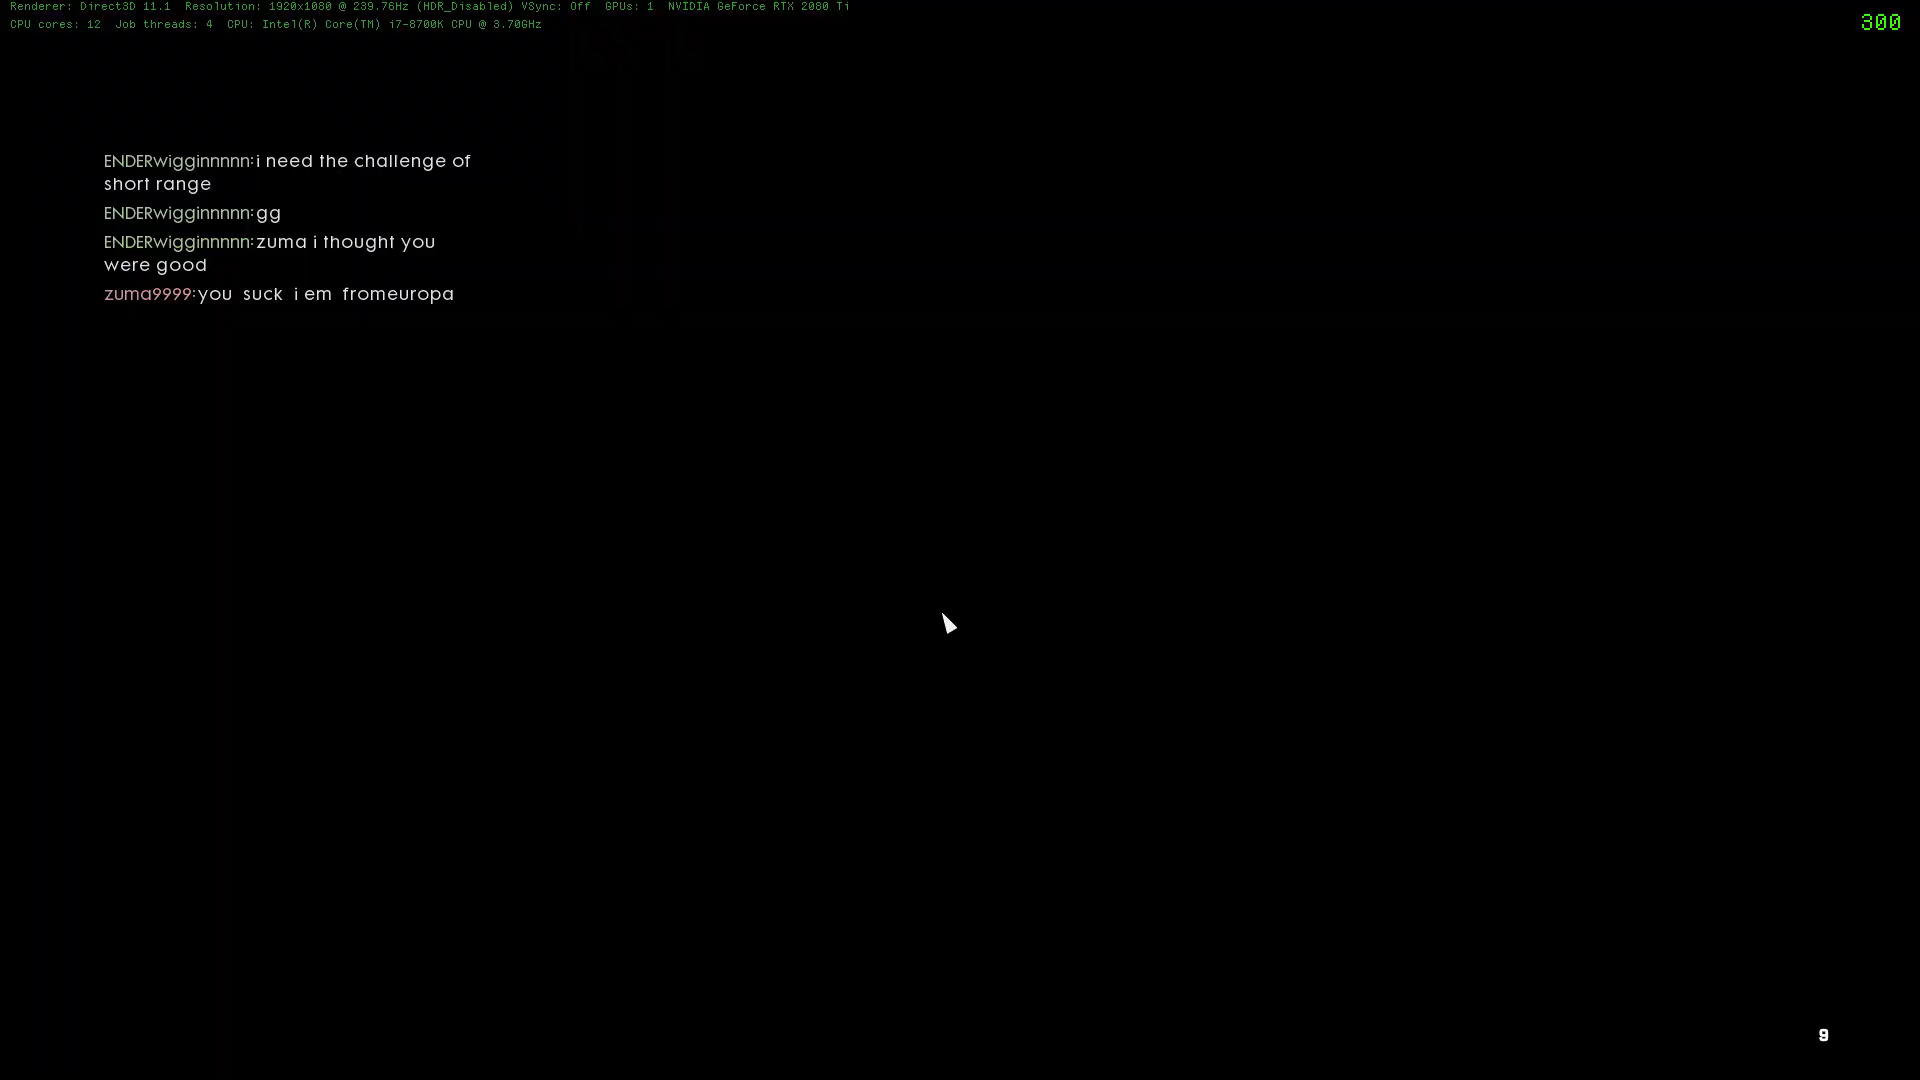 Renderer: Direct3D 11.1  Resolution: 1920x1080 @ 239.76Hz (HDR_Disabled) VSync: Off  GPUs: 1  NVIDIA GeForce RTX 2080 Ti
300
CPU cores: 12  Job threads: 4  CPU: Intel(R) Core(TM) i7-8700K CPU @ 3.70GHz
ENDERwigginnnnn:i need the challenge of
short range
ENDERwigginnnnn:gg
ENDERwigginnnnn:zuma i thought you
were good
zuma9999:you  suck  i em  fromeuropa
9